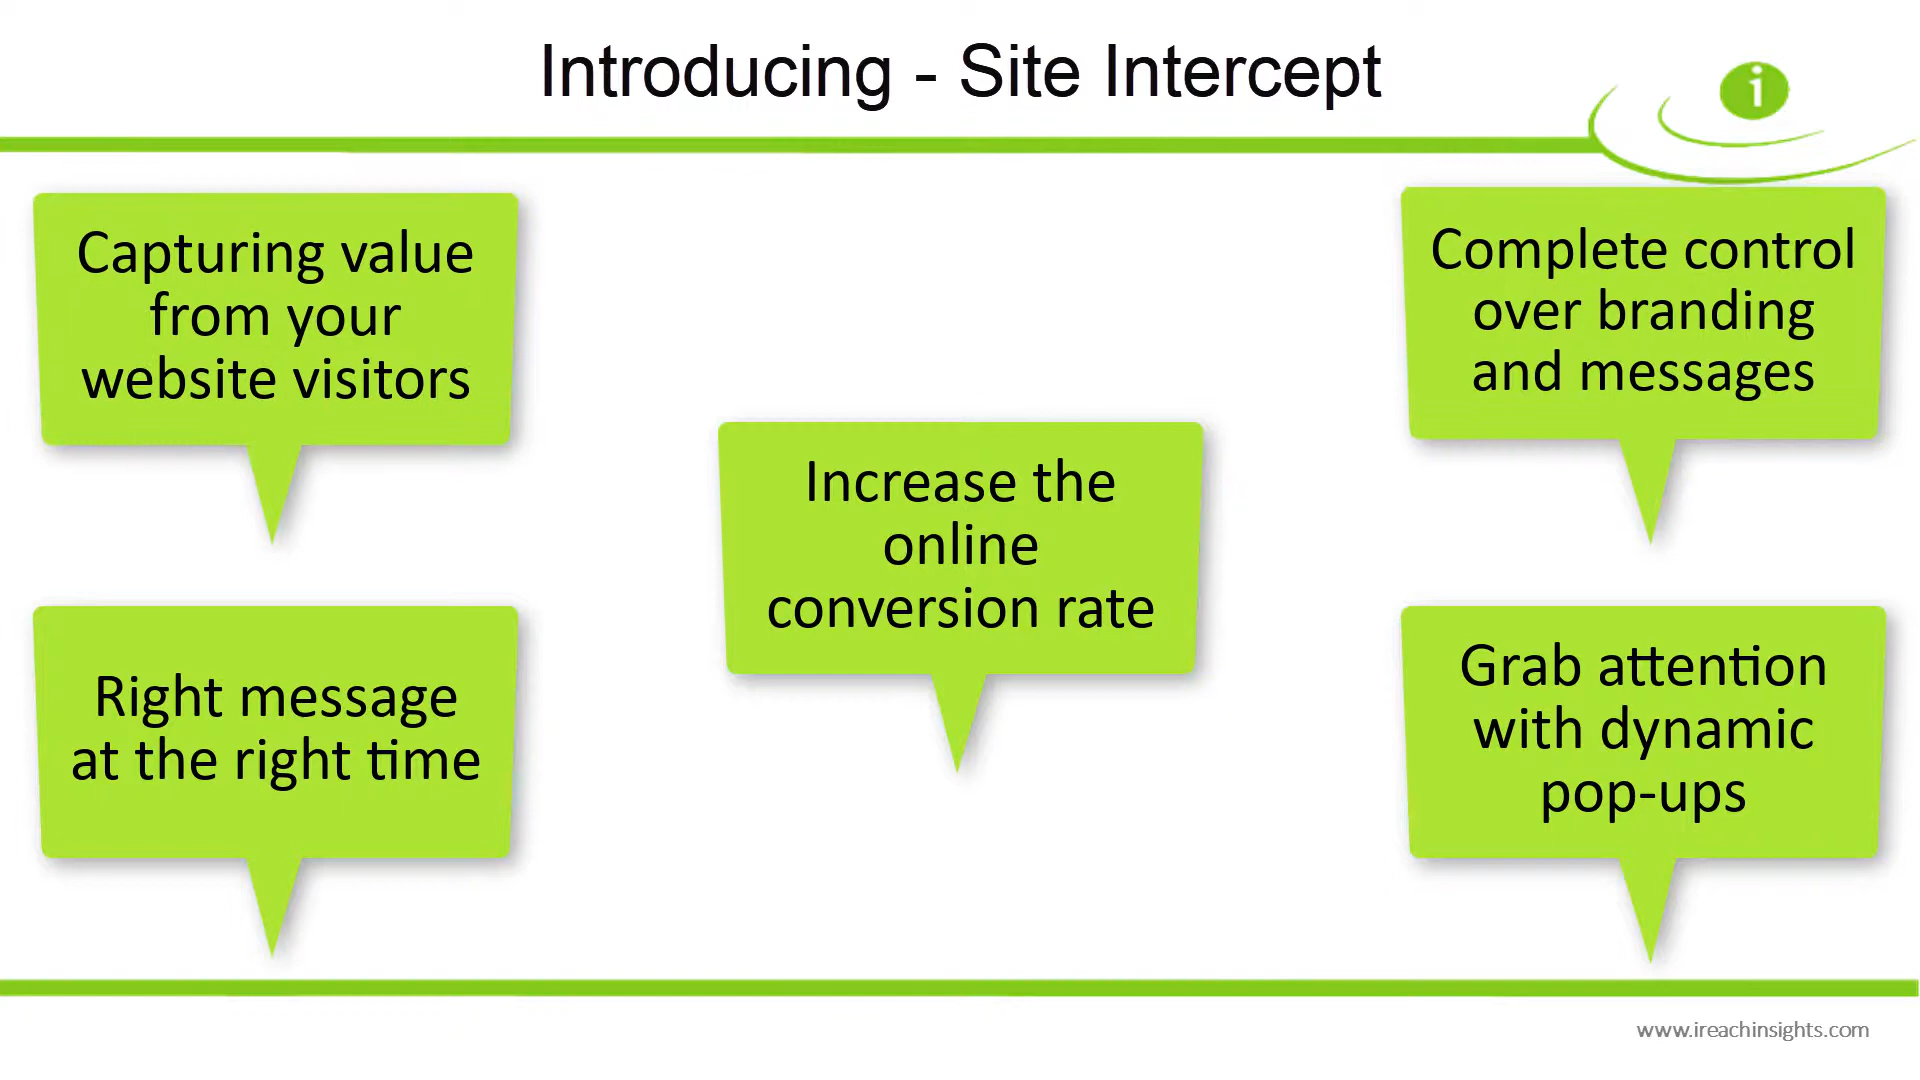 Introducing - Site Intercept
i
Capturing value
from your
website visitors
Complete control
over branding
and messages
Increase the
online
conversion rate
Right message
at the right time
Grab attention
with dynamic
pop-ups
www.ireachinsights.com